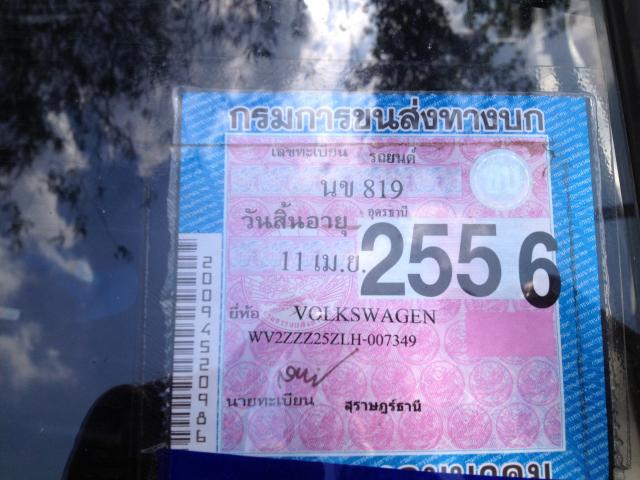 กรมการขนส่งทางบก
เลขทะเบียน รถยนต์
นข 819
วันสิ้นอายุ อุดรธานี
11 เม.ย. 2556
ยี่ห้อ VOLKSWAGEN
WV2ZZZ25ZLH-007349
นายทะเบียน สุราษฎร์ธานี
20094520986